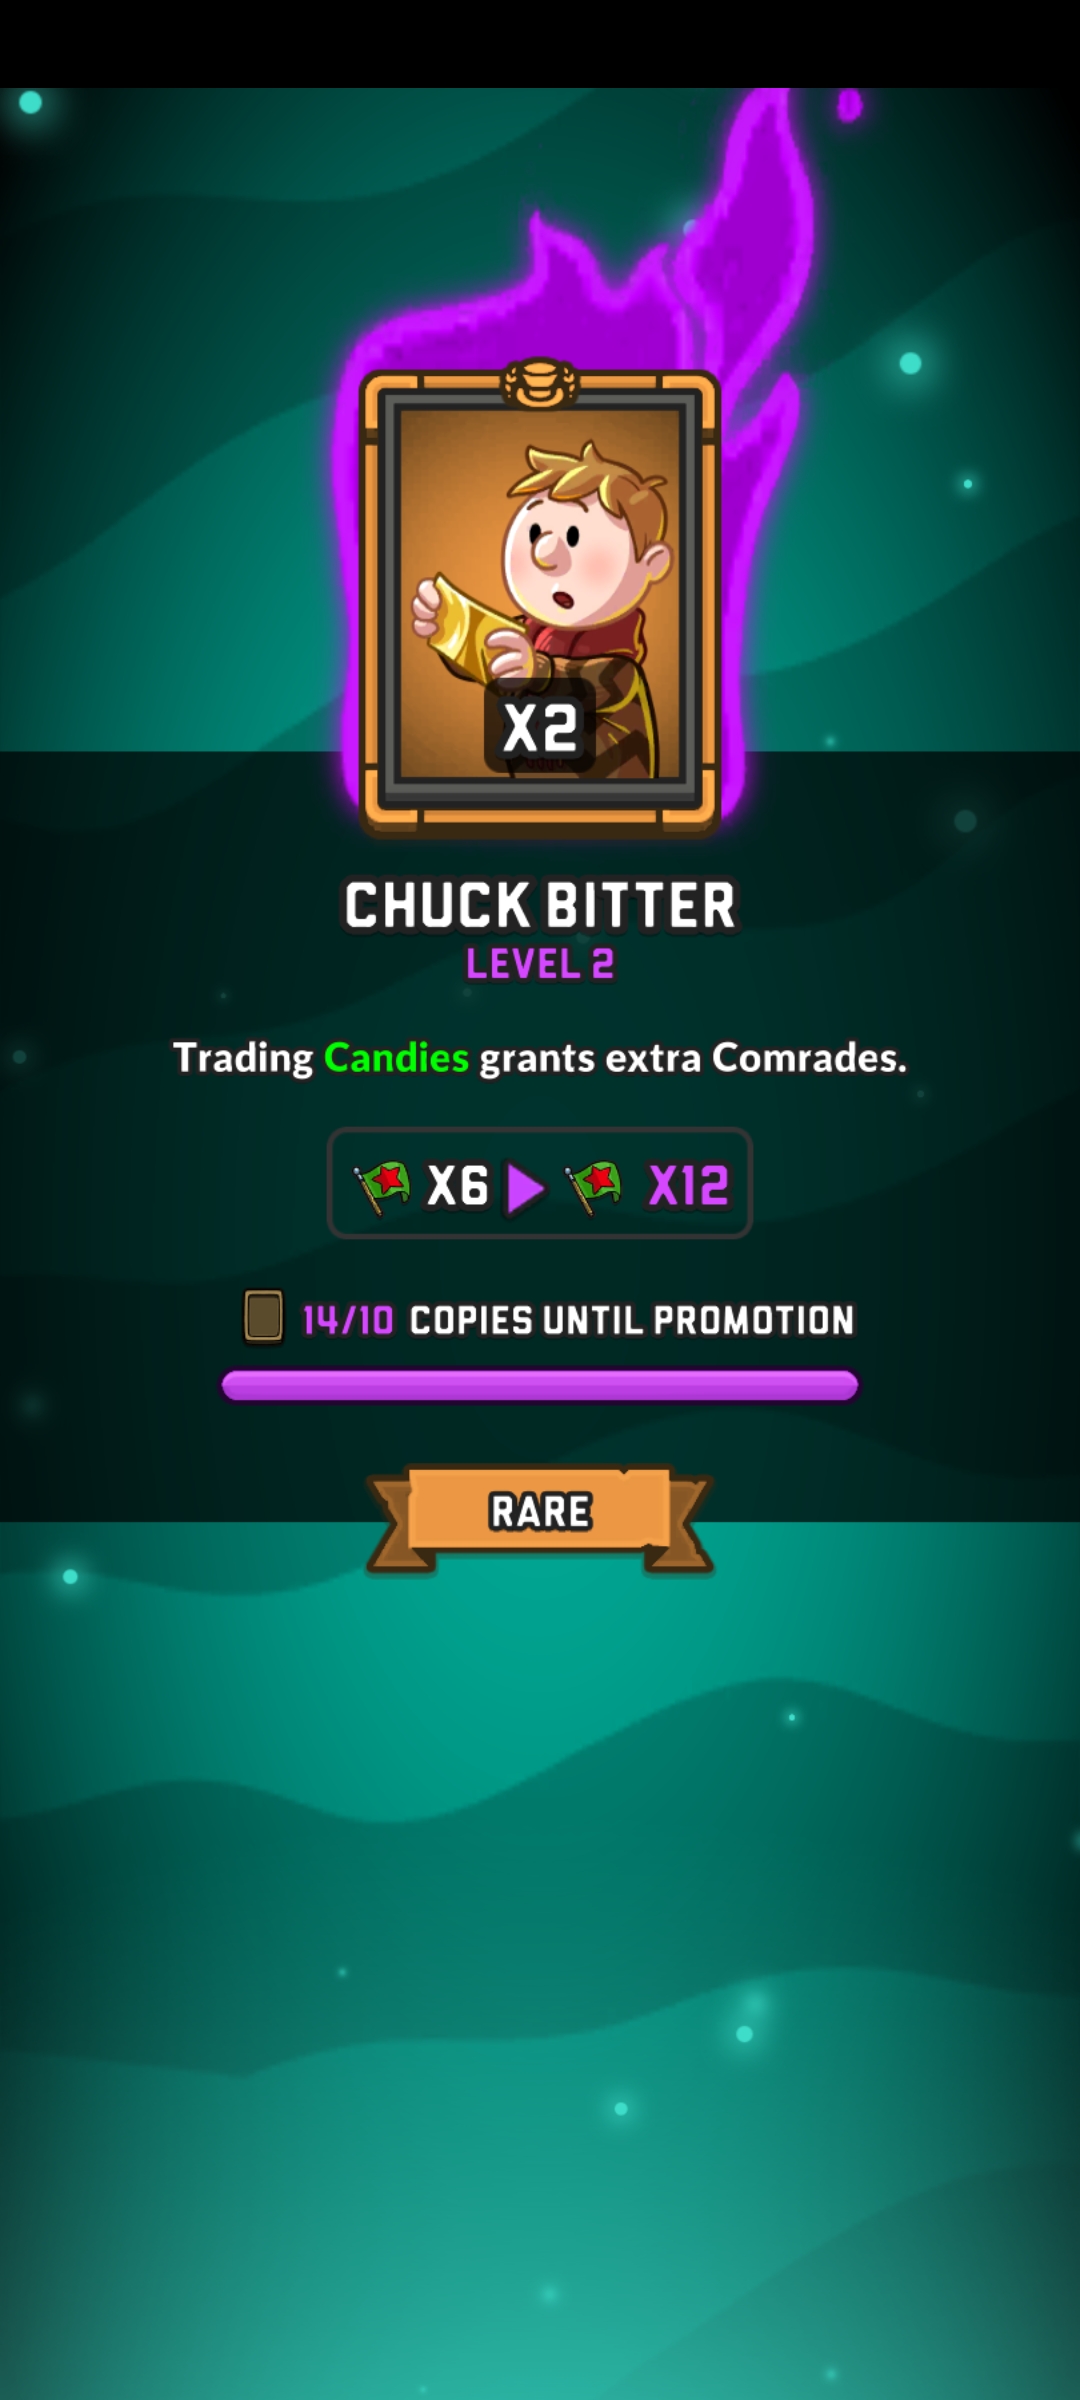 X2
CHUCK BITTER
LEVEL 2
Trading Candies grants extra Comrades.
X6 X12
14/10 COPIES UNTIL PROMOTION
RARE